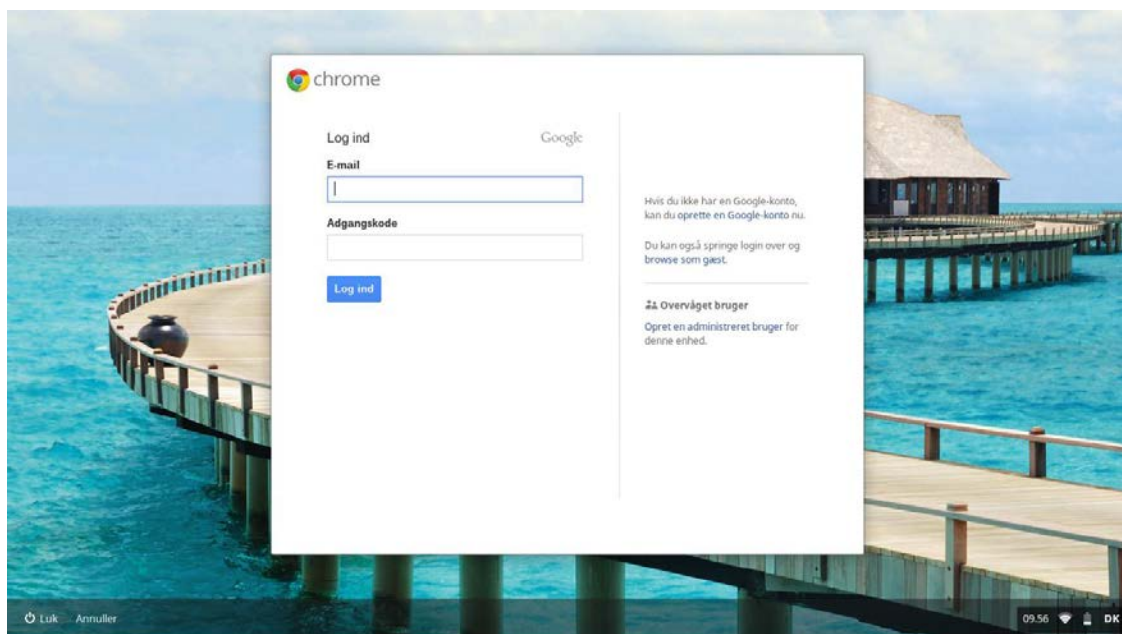 chrome
Log ind
Google
E-mail
Adgangskode
Log ind
Hvis du ikke har en Google-konto,
kan du oprette en Google-konto nu.
Du kan også springe login over og
browse som gæst.
Overvåget bruger
Opret en administreret bruger for
denne enhed.
Luk Annuller
09.56 DK